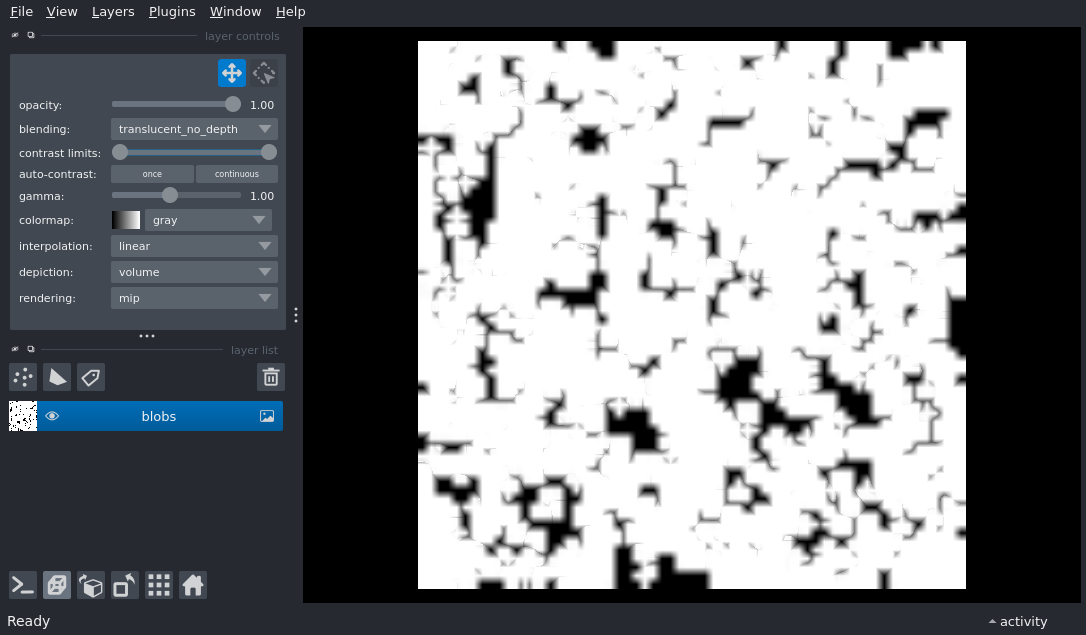 File View Layers Plugins Window Help
layer controls
opacity: 1.00
blending: translucent_no_depth
contrast limits:
auto-contrast: once continuous
gamma: 1.00
colormap: gray
interpolation: linear
depiction: volume
rendering: mip
layer list
blobs
Ready activity